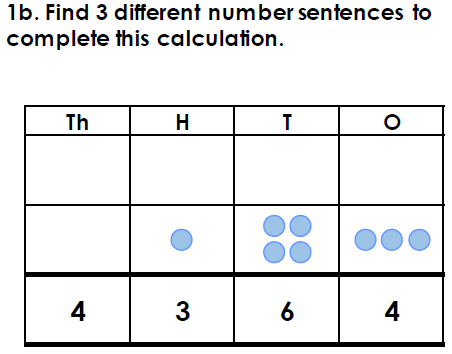 1b. Find 3 different number sentences to
complete this calculation.
Th H T O
4 3 6 4